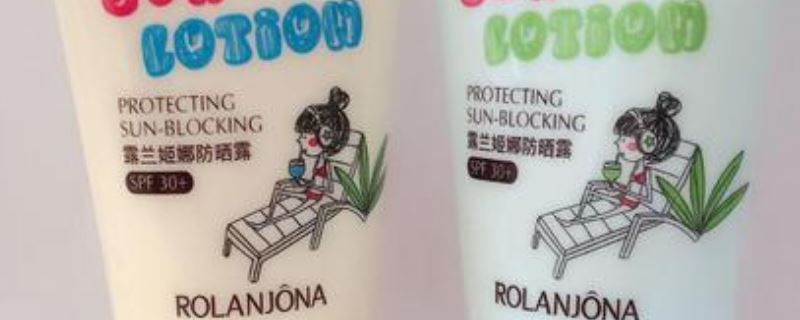 LOTION
PROTECTING
SUN-BLOCKING
露兰姬娜防晒露
SPF 30+
ROLANJÔNA
LOTION
PROTECTING
SUN-BLOCKING
露兰姬娜防晒露
SPF 30+
ROLANJÔNA